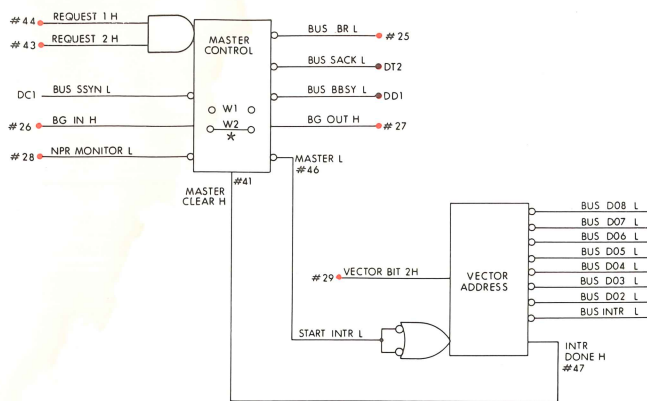 #44 REQUEST 1 H
#43 REQUEST 2 H
MASTER
CONTROL
BUS BR L #25
BUS SACK L DT2
DC1 BUS SSYN L
BUS BBSY L DD1
W1
#26 BG IN H
W2
*
BG OUT H #27
#28 NPR MONITOR L
MASTER L
#46
#41
MASTER
CLEAR H
BUS D08 L
BUS D07 L
BUS D06 L
BUS D05 L
BUS D04 L
BUS D03 L
BUS D02 L
BUS INTR L
#29 VECTOR BIT 2H
VECTOR
ADDRESS
START INTR L
INTR
DONE H
#47